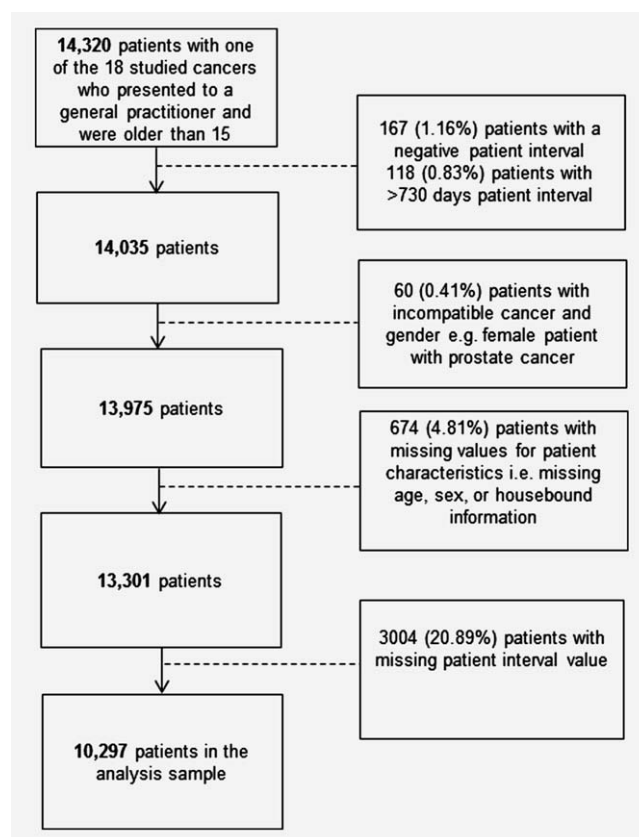 14,320 patients with one
of the 18 studied cancers
who presented to a
general practitioner and
were older than 15
167 (1.16%) patients with a
negative patient interval
118 (0.83%) patients with
>730 days patient interval
14,035 patients
60 (0.41%) patients with
incompatible cancer and
gender e.g. female patient
with prostate cancer
13,975 patients
674 (4.81%) patients with
missing values for patient
characteristics i.e. missing
age, sex, or housebound
information
13,301 patients
3004 (20.89%) patients with
missing patient interval value
10,297 patients in the
analysis sample